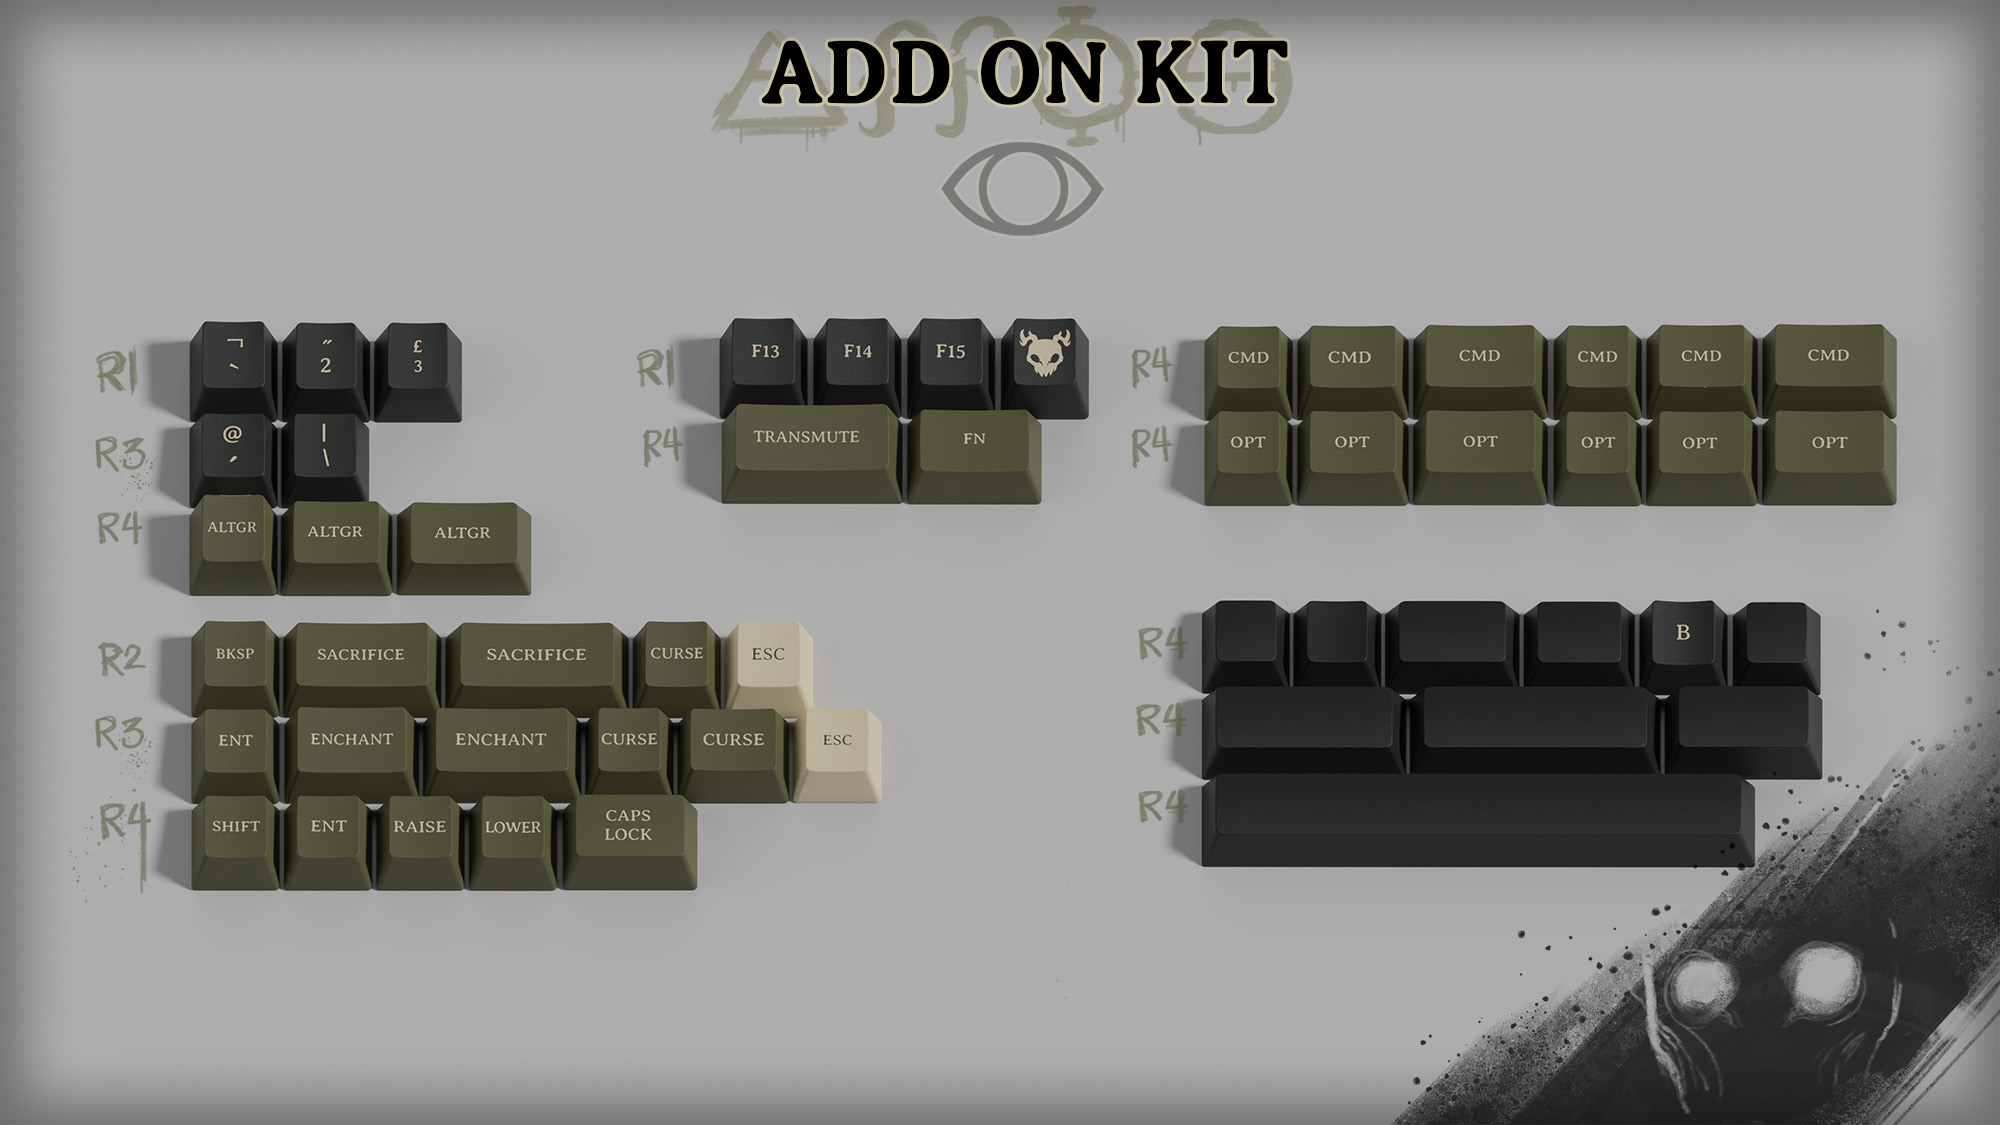 ADD ON KIT
R1
¬ `
" 2
£ 3
R3
@ '
| \
R4
ALTGR ALTGR ALTGR
R1
F13 F14 F15
R4
TRANSMUTE FN
R4
CMD CMD CMD CMD CMD CMD
R4
OPT OPT OPT OPT OPT OPT
R2
BKSP SACRIFICE SACRIFICE CURSE ESC
R3
ENT ENCHANT ENCHANT CURSE CURSE ESC
R4
SHIFT ENT RAISE LOWER CAPS LOCK
R4
B
R4
R4